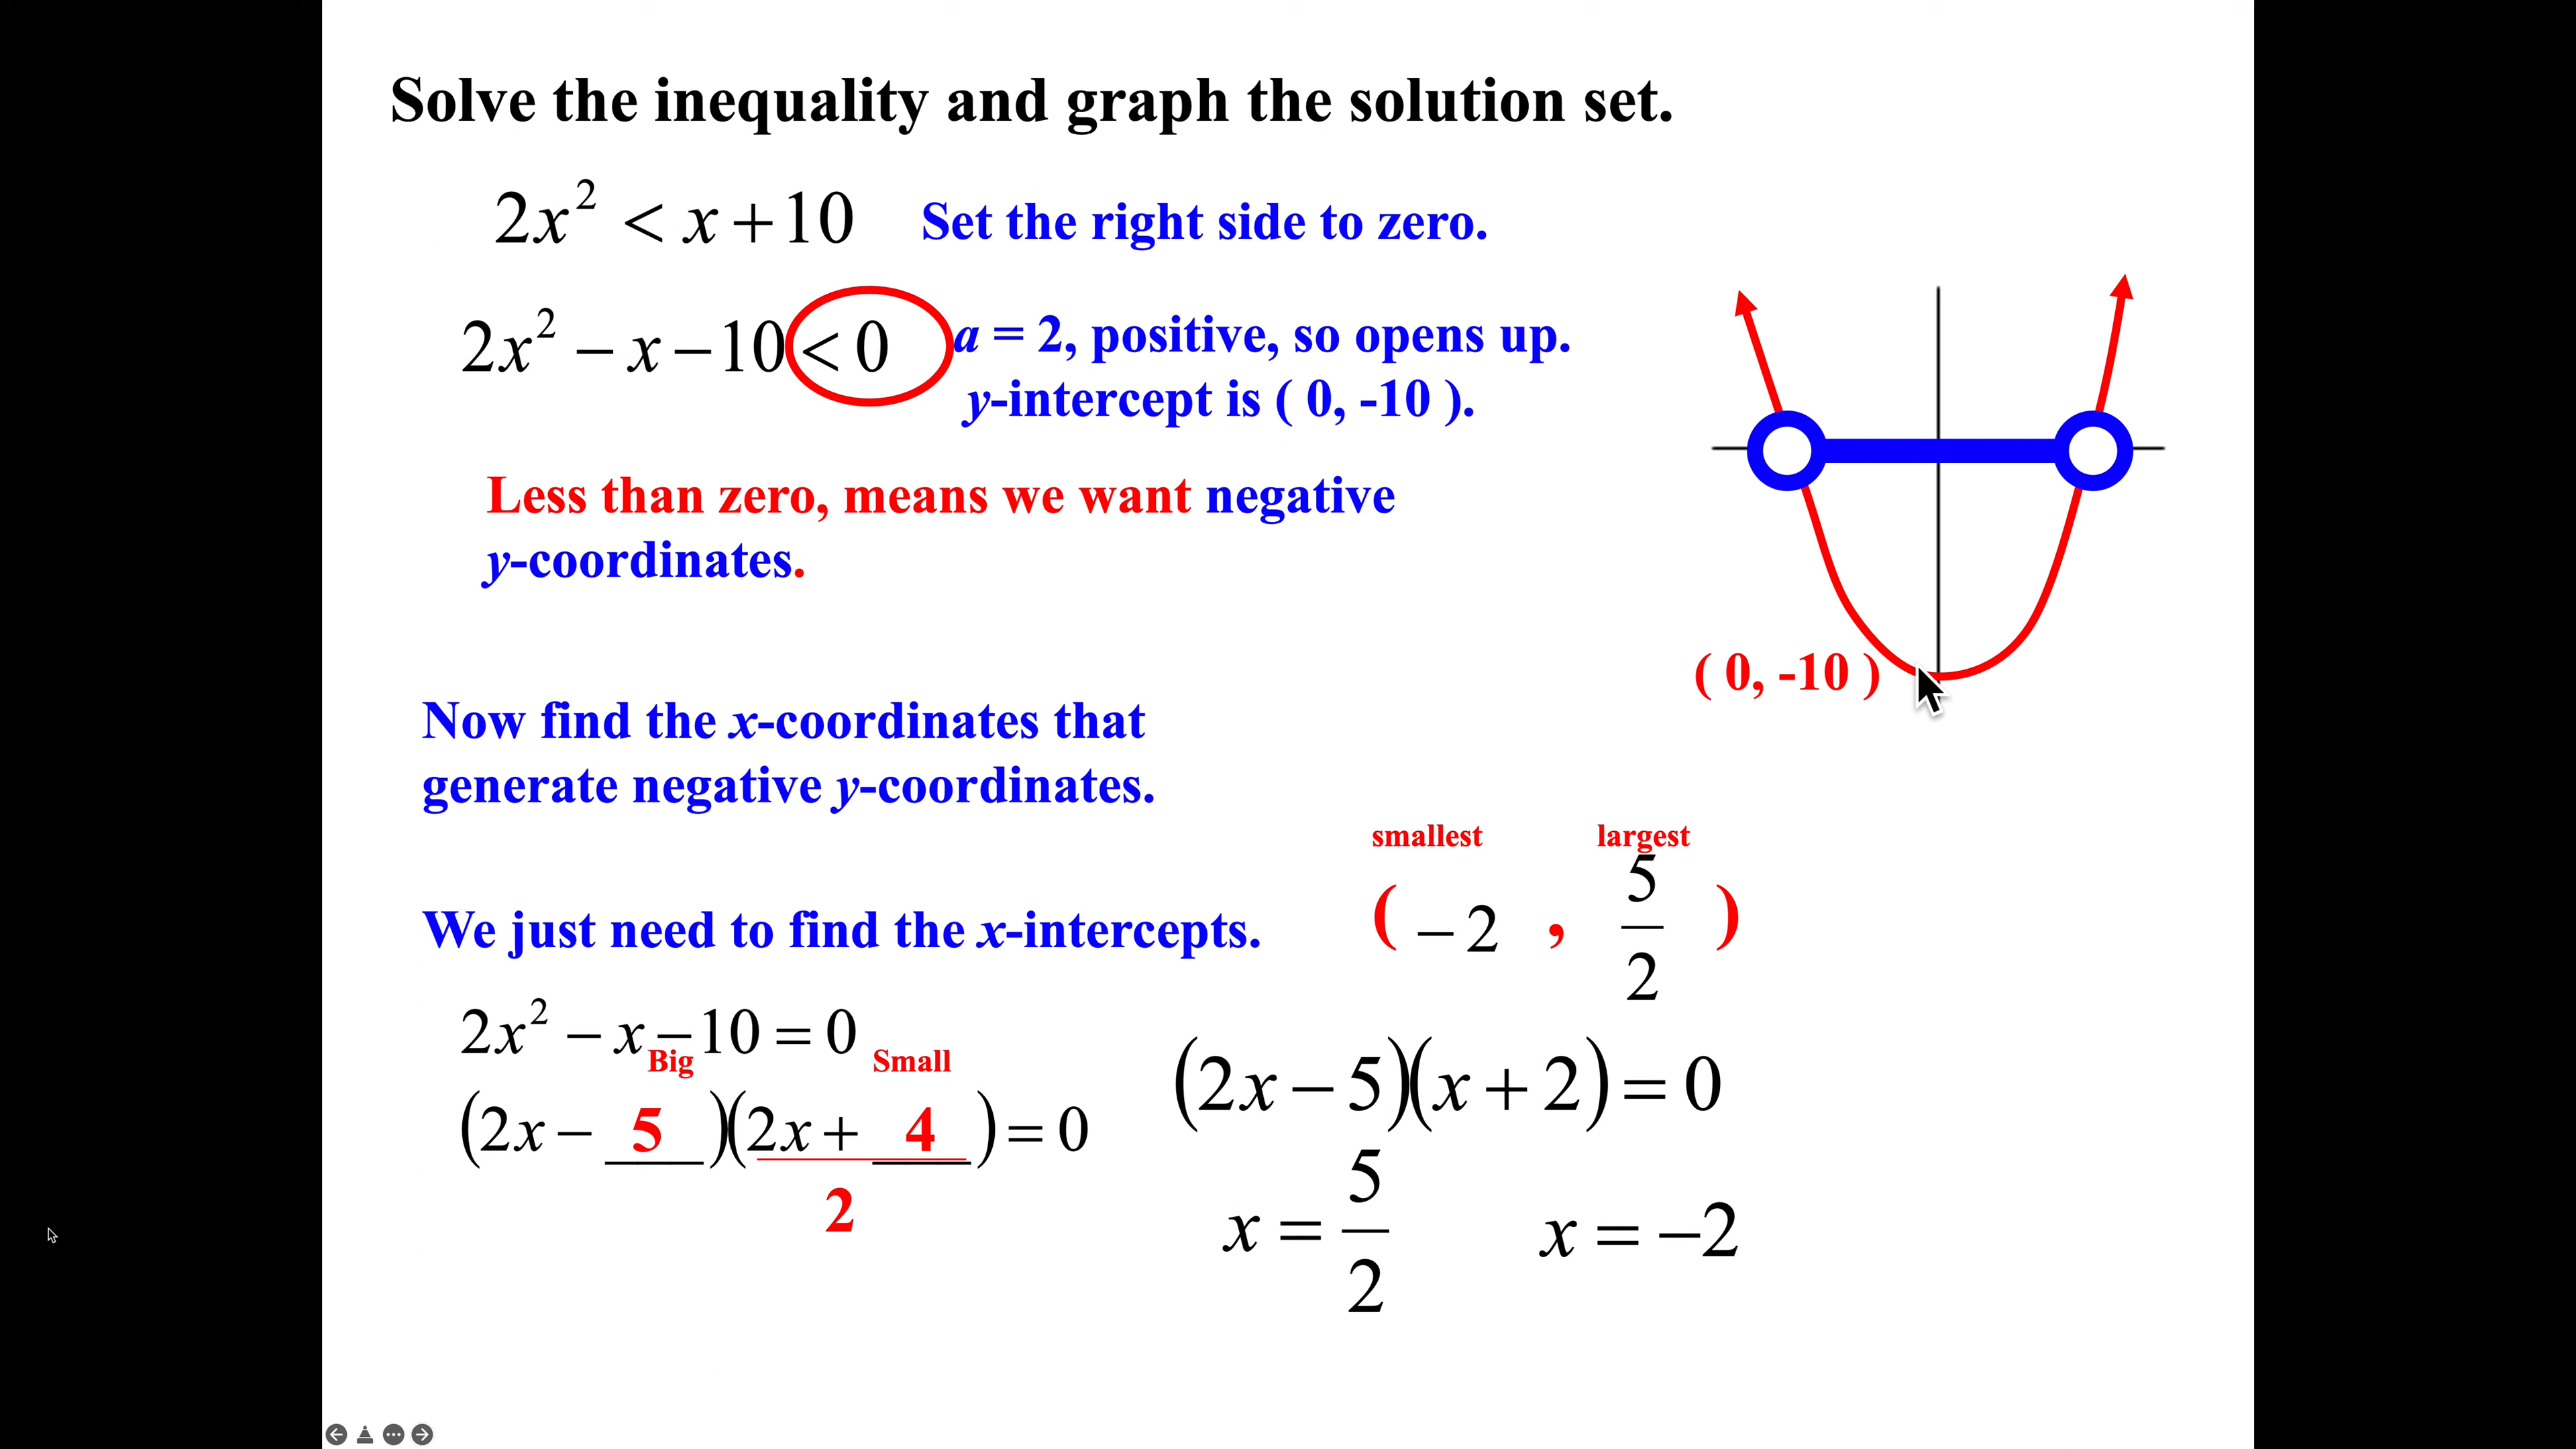 Solve the inequality and graph the solution set.
2x² < x + 10 Set the right side to zero.
2x² − x − 10 < 0 a = 2, positive, so opens up.
y-intercept is ( 0, -10 ).
Less than zero, means we want negative
y-coordinates.
( 0, -10 )
Now find the x-coordinates that
generate negative y-coordinates.
smallest largest
We just need to find the x-intercepts. ( −2 , 5/2 )
2x² − x − 10 = 0
Big Small
(2x − 5)(2x + 4) = 0
2
(2x − 5)(x + 2) = 0
x = 5/2 x = −2